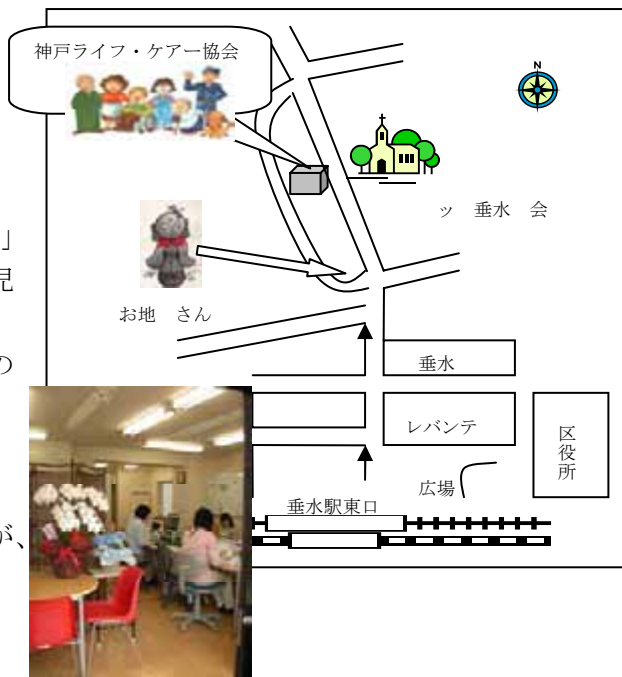 神戸ライフ・ケアー協会
N
ッ 垂水 会
」
児
お地 さん
の
垂水
レバンテ
区役所
広場
垂水駅東口
が、